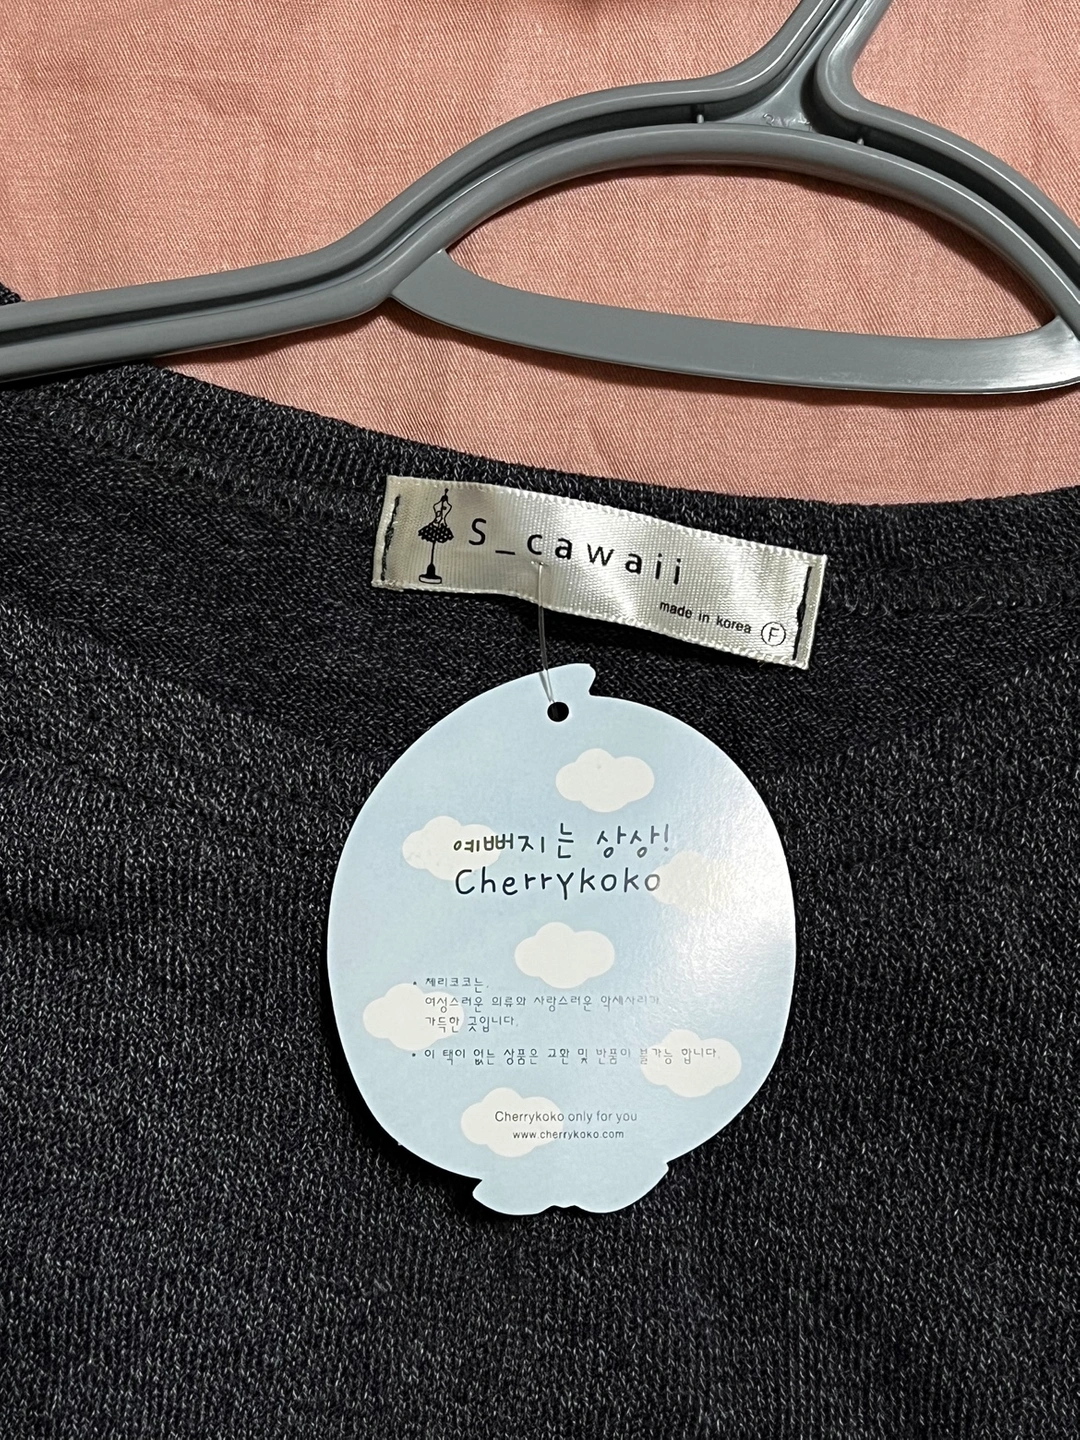 S_cawaii
made in korea F
예뻐지는 상상!
Cherrykoko
• 체리코코는,
여성스러운 의류와 사랑스러운 악세사리가
가득한 곳입니다.
• 이 택이 없는 상품은 교환 및 반품이 불가능 합니다.
Cherrykoko only for you
www.cherrykoko.com